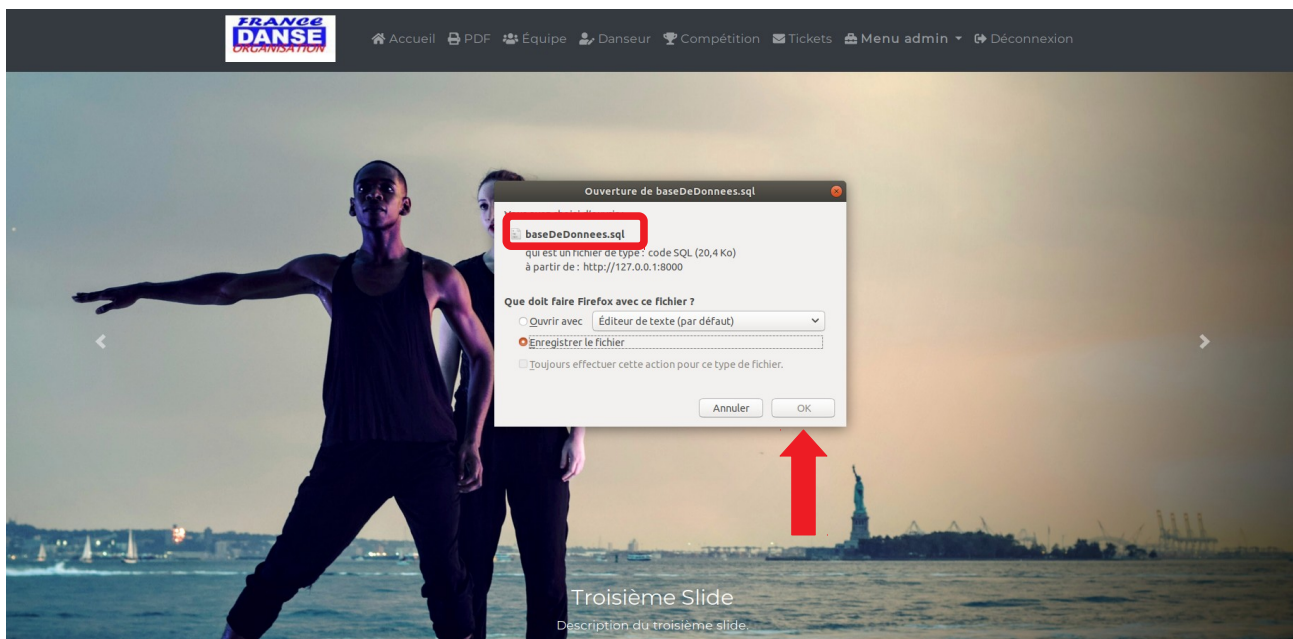 FRANCE
DANSE
ORGANISATION
Accueil PDF Équipe Danseur Compétition Tickets Menu admin Déconnexion
Ouverture de baseDeDonnees.sql
baseDeDonnees.sql
qui est un fichier de type : code SQL (20,4 Ko)
à partir de : http://127.0.0.1:8000
Que doit faire Firefox avec ce fichier ?
Ouvrir avec Éditeur de texte (par défaut)
Enregistrer le fichier
Toujours effectuer cette action pour ce type de fichier.
Annuler OK
Troisième Slide
Description du troisième slide.